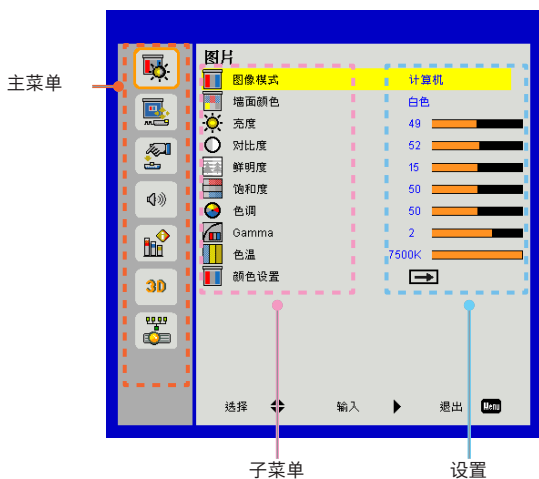 图片
主菜单
图像模式 计算机
墙面颜色 白色
亮度 49
对比度 52
鲜明度 15
饱和度 50
色调 50
Gamma 2
色温 7500K
3D
颜色设置
选择 输入 退出 Menu
子菜单 设置